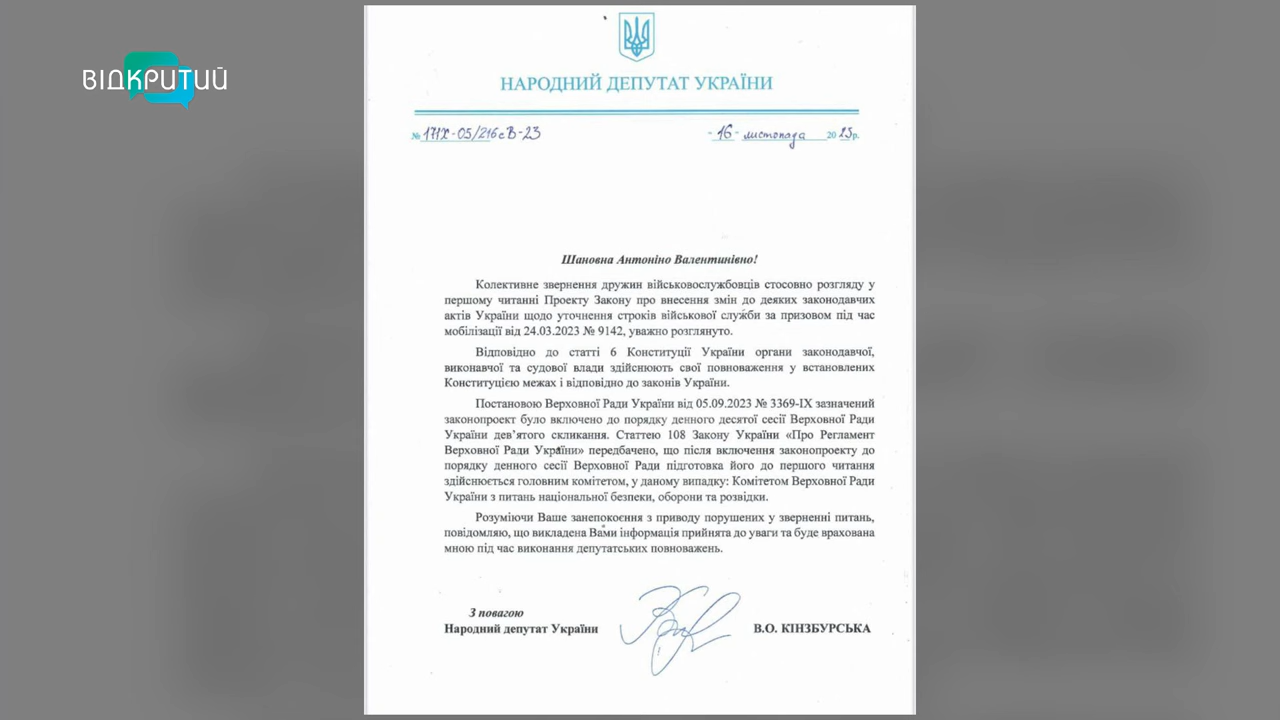 ВІДКРИТИЙ
НАРОДНИЙ ДЕПУТАТ УКРАЇНИ
№ 171Х-05/216 еВ-23
"16" листопада 2023 р.
Шановна Антоніно Валентинівно!
Колективне звернення дружин військовослужбовців стосовно розгляду у
першому читанні Проекту Закону про внесення змін до деяких законодавчих
актів України щодо уточнення строків військової служби за призовом під час
мобілізації від 24.03.2023 № 9142, уважно розглянуто.
Відповідно до статті 6 Конституції України органи законодавчої,
виконавчої та судової влади здійснюють свої повноваження у встановлених
Конституцією межах і відповідно до законів України.
Постановою Верховної Ради України від 05.09.2023 № 3369-IX зазначений
законопроект було включено до порядку денного десятої сесії Верховної Ради
України дев’ятого скликання. Статтею 108 Закону України «Про Регламент
Верховної Ради України» передбачено, що після включення законопроекту до
порядку денного сесії Верховної Ради підготовка його до першого читання
здійснюється головним комітетом, у даному випадку: Комітетом Верховної Ради
України з питань національної безпеки, оборони та розвідки.
Розуміючи Ваше занепокоєння з приводу порушених у зверненні питань,
повідомляю, що викладена Вами інформація прийнята до уваги та буде врахована
мною під час виконання депутатських повноважень.
З повагою
Народний депутат України В.О. КІНЗБУРСЬКА